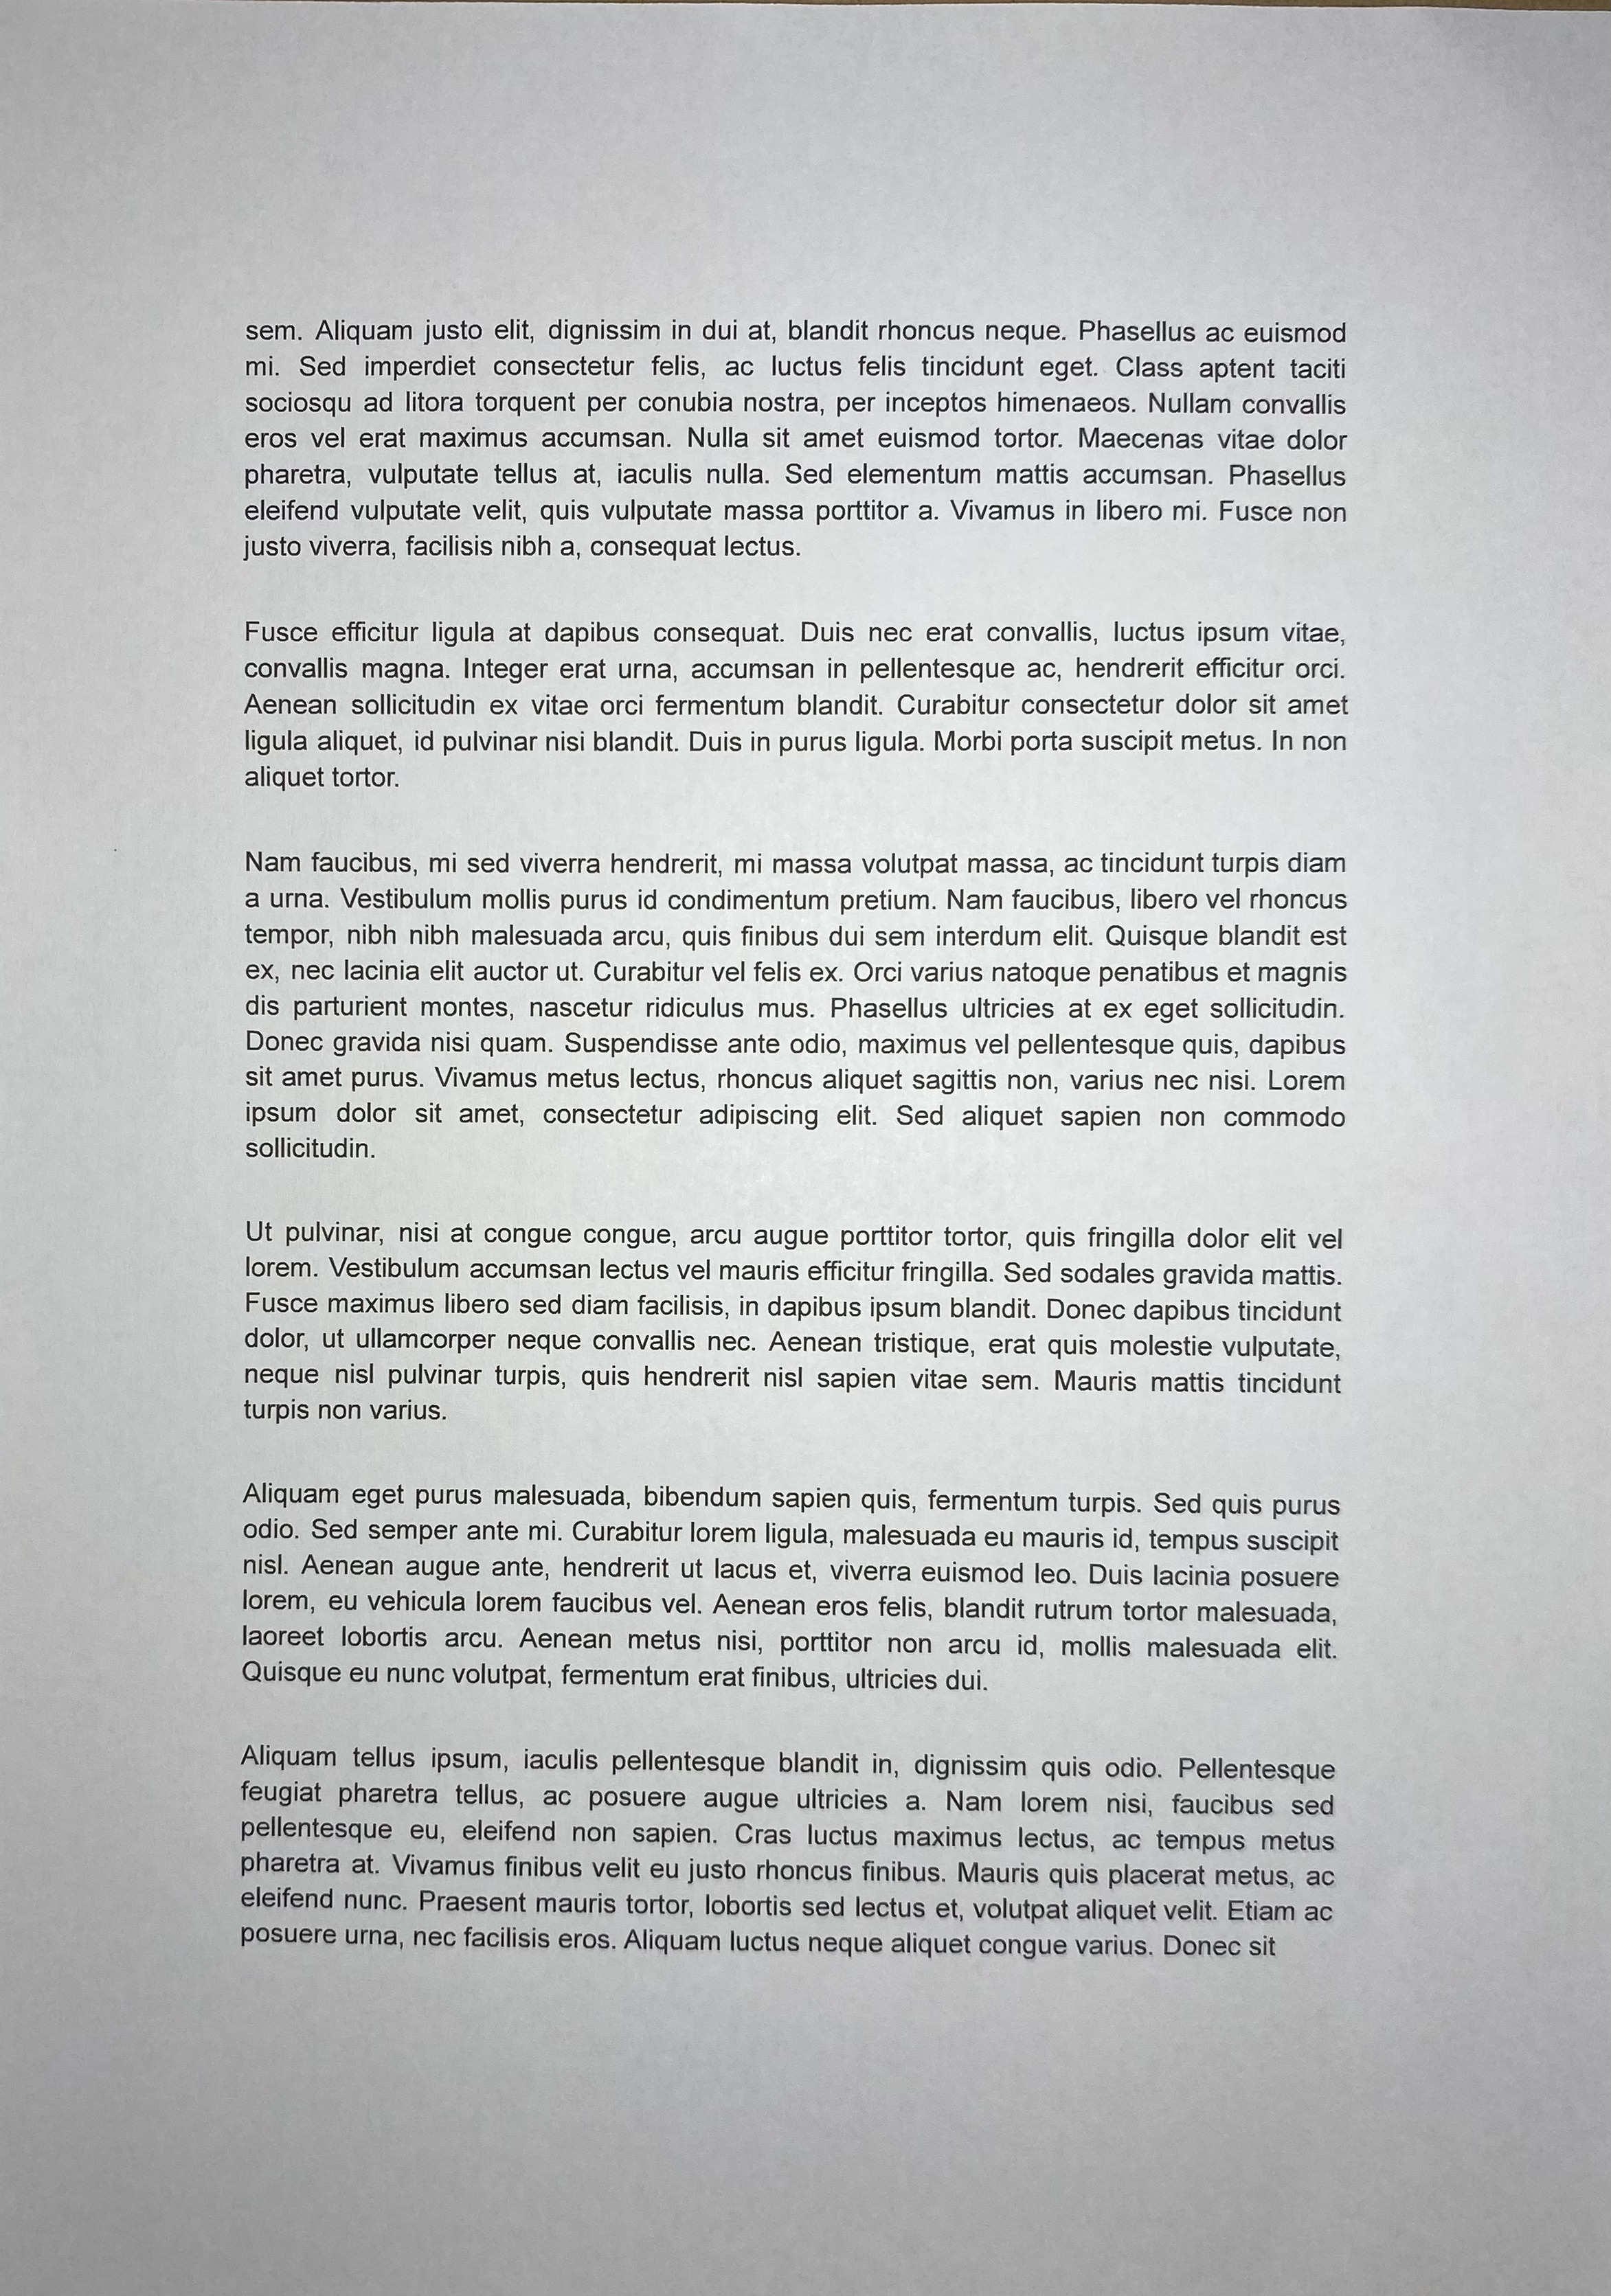 sem. Aliquam justo elit, dignissim in dui at, blandit rhoncus neque. Phasellus ac euismod
mi. Sed imperdiet consectetur felis, ac luctus felis tincidunt eget. Class aptent taciti
sociosqu ad litora torquent per conubia nostra, per inceptos himenaeos. Nullam convallis
eros vel erat maximus accumsan. Nulla sit amet euismod tortor. Maecenas vitae dolor
pharetra, vulputate tellus at, iaculis nulla. Sed elementum mattis accumsan. Phasellus
eleifend vulputate velit, quis vulputate massa porttitor a. Vivamus in libero mi. Fusce non
justo viverra, facilisis nibh a, consequat lectus.
Fusce efficitur ligula at dapibus consequat. Duis nec erat convallis, luctus ipsum vitae,
convallis magna. Integer erat urna, accumsan in pellentesque ac, hendrerit efficitur orci.
Aenean sollicitudin ex vitae orci fermentum blandit. Curabitur consectetur dolor sit amet
ligula aliquet, id pulvinar nisi blandit. Duis in purus ligula. Morbi porta suscipit metus. In non
aliquet tortor.
Nam faucibus, mi sed viverra hendrerit, mi massa volutpat massa, ac tincidunt turpis diam
a urna. Vestibulum mollis purus id condimentum pretium. Nam faucibus, libero vel rhoncus
tempor, nibh nibh malesuada arcu, quis finibus dui sem interdum elit. Quisque blandit est
ex, nec lacinia elit auctor ut. Curabitur vel felis ex. Orci varius natoque penatibus et magnis
dis parturient montes, nascetur ridiculus mus. Phasellus ultricies at ex eget sollicitudin.
Donec gravida nisi quam. Suspendisse ante odio, maximus vel pellentesque quis, dapibus
sit amet purus. Vivamus metus lectus, rhoncus aliquet sagittis non, varius nec nisi. Lorem
ipsum dolor sit amet, consectetur adipiscing elit. Sed aliquet sapien non commodo
sollicitudin.
Ut pulvinar, nisi at congue congue, arcu augue porttitor tortor, quis fringilla dolor elit vel
lorem. Vestibulum accumsan lectus vel mauris efficitur fringilla. Sed sodales gravida mattis.
Fusce maximus libero sed diam facilisis, in dapibus ipsum blandit. Donec dapibus tincidunt
dolor, ut ullamcorper neque convallis nec. Aenean tristique, erat quis molestie vulputate,
neque nisl pulvinar turpis, quis hendrerit nisl sapien vitae sem. Mauris mattis tincidunt
turpis non varius.
Aliquam eget purus malesuada, bibendum sapien quis, fermentum turpis. Sed quis purus
odio. Sed semper ante mi. Curabitur lorem ligula, malesuada eu mauris id, tempus suscipit
nisl. Aenean augue ante, hendrerit ut lacus et, viverra euismod leo. Duis lacinia posuere
lorem, eu vehicula lorem faucibus vel. Aenean eros felis, blandit rutrum tortor malesuada,
laoreet lobortis arcu. Aenean metus nisi, porttitor non arcu id, mollis malesuada elit.
Quisque eu nunc volutpat, fermentum erat finibus, ultricies dui.
Aliquam tellus ipsum, iaculis pellentesque blandit in, dignissim quis odio. Pellentesque
feugiat pharetra tellus, ac posuere augue ultricies a. Nam lorem nisi, faucibus sed
pellentesque eu, eleifend non sapien. Cras luctus maximus lectus, ac tempus metus
pharetra at. Vivamus finibus velit eu justo rhoncus finibus. Mauris quis placerat metus, ac
eleifend nunc. Praesent mauris tortor, lobortis sed lectus et, volutpat aliquet velit. Etiam ac
posuere urna, nec facilisis eros. Aliquam luctus neque aliquet congue varius. Donec sit